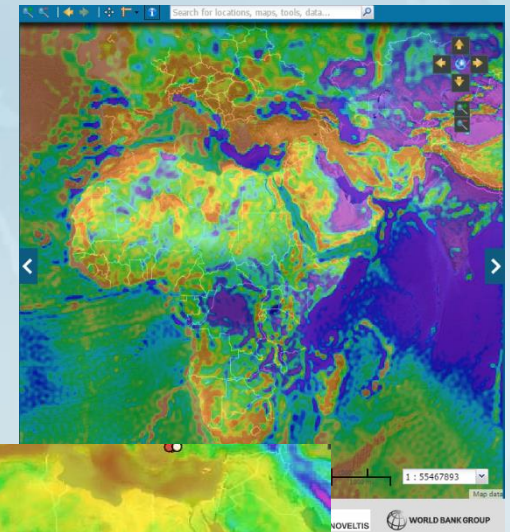 Search for locations, maps, tools, data...
1 : 55467893
Map data
NOVELTIS
WORLD BANK GROUP